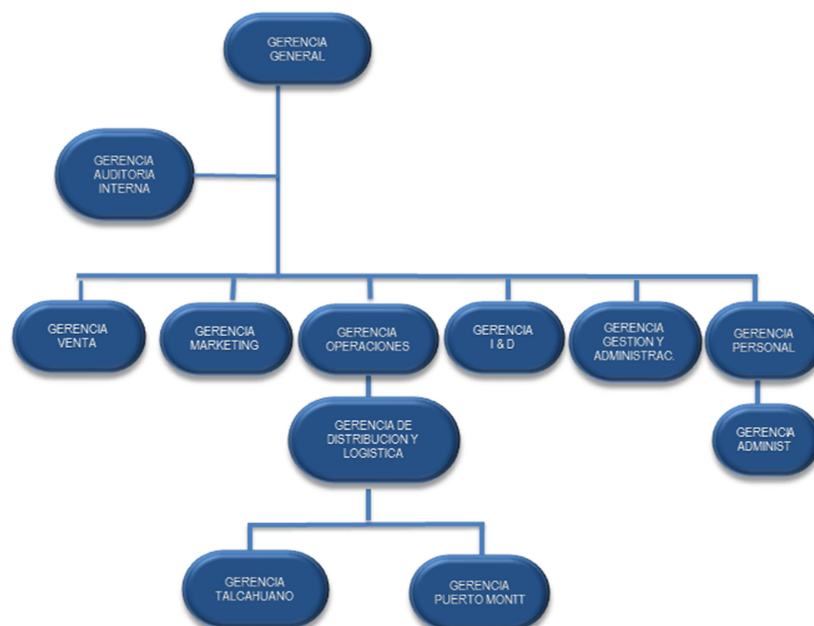 GERENCIA
GENERAL
GERENCIA
AUDITORIA
INTERNA
GERENCIA
VENTA
GERENCIA
MARKETING
GERENCIA
OPERACIONES
GERENCIA
I & D
GERENCIA
GESTION Y
ADMINISTRAC.
GERENCIA
PERSONAL
GERENCIA DE
DISTRIBUCION Y
LOGISTICA
GERENCIA
ADMINIST
GERENCIA
TALCAHUANO
GERENCIA
PUERTO MONTT